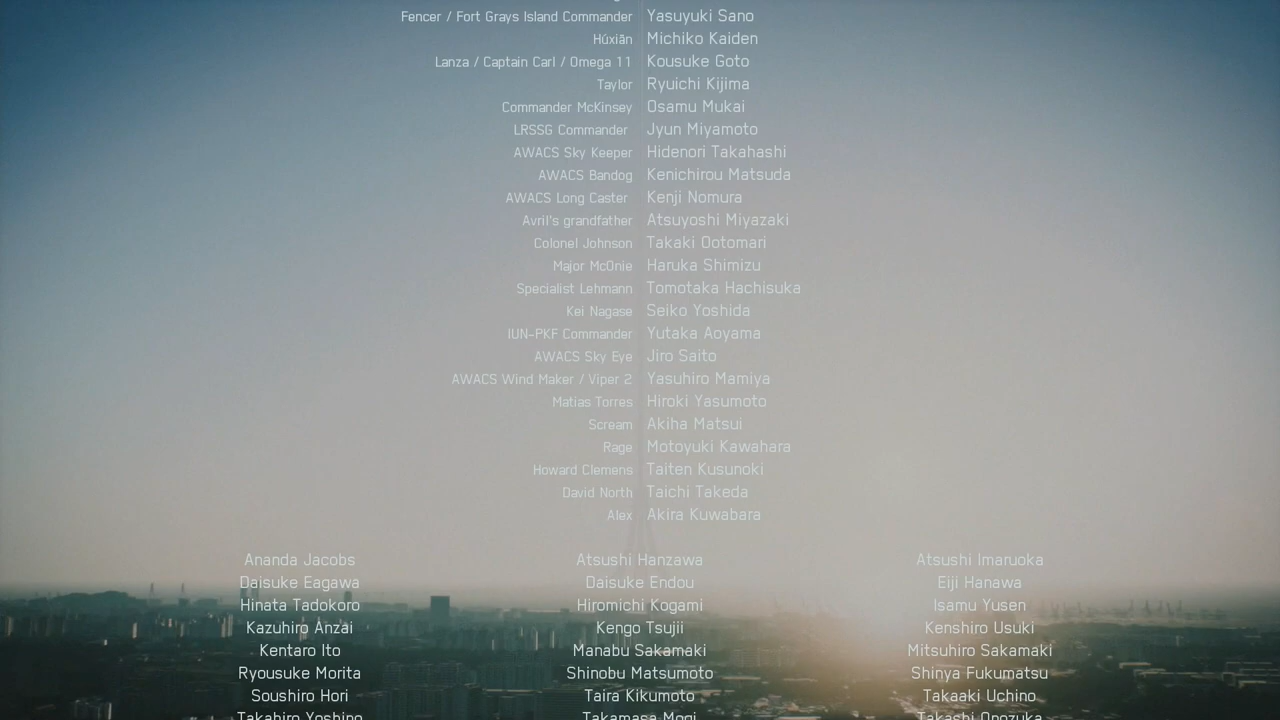 Fencer / Fort Grays Island Commander Yasuyuki Sano
Húxiān Michiko Kaiden
Lanza / Captain Carl / Omega 11 Kousuke Goto
Taylor Ryuichi Kijima
Commander McKinsey Osamu Mukai
LRSSG Commander Jyun Miyamoto
AWACS Sky Keeper Hidenori Takahashi
AWACS Bandog Kenichirou Matsuda
AWACS Long Caster Kenji Nomura
Avril's grandfather Atsuyoshi Miyazaki
Colonel Johnson Takaki Ootomari
Major McOnie Haruka Shimizu
Specialist Lehmann Tomotaka Hachisuka
Kei Nagase Seiko Yoshida
IUN-PKF Commander Yutaka Aoyama
AWACS Sky Eye Jiro Saito
AWACS Wind Maker / Viper 2 Yasuhiro Mamiya
Matias Torres Hiroki Yasumoto
Scream Akiha Matsui
Rage Motoyuki Kawahara
Howard Clemens Taiten Kusunoki
David North Taichi Takeda
Alex Akira Kuwabara
Ananda Jacobs Atsushi Hanzawa Atsushi Imaruoka
Daisuke Eagawa Daisuke Endou Eiji Hanawa
Hinata Tadokoro Hiromichi Kogami Isamu Yusen
Kazuhiro Anzai Kengo Tsujii Kenshiro Usuki
Kentaro Ito Manabu Sakamaki Mitsuhiro Sakamaki
Ryousuke Morita Shinobu Matsumoto Shinya Fukumatsu
Soushiro Hori Taira Kikumoto Takaaki Uchino
Takahiro Yoshino Takamasa Mogi Takashi Onozuka